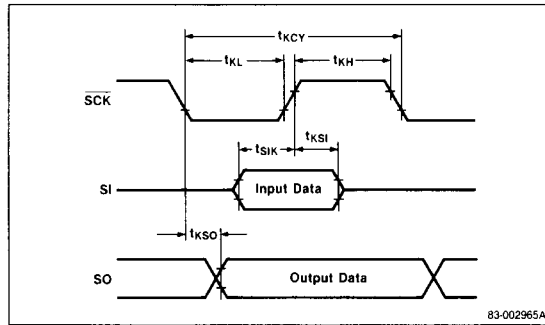 tKCY
tKL
tKH
SCK
tSIK
tKSI
SI
Input Data
tKSO
SO
Output Data
83-002965A